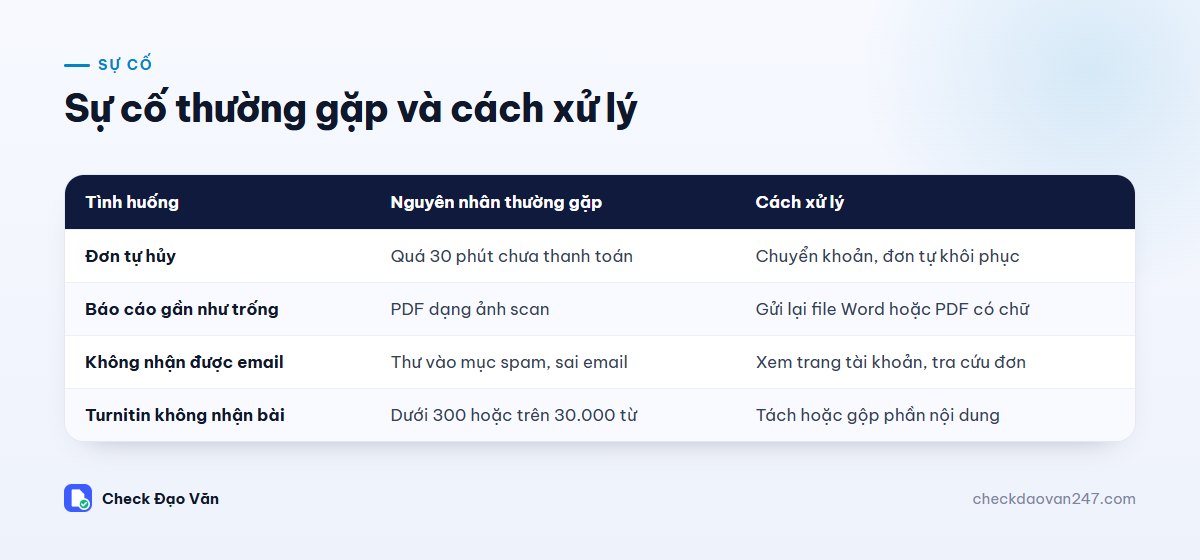 SỰ CỐ
Sự cố thường gặp và cách xử lý
Tình huống Nguyên nhân thường gặp Cách xử lý
Đơn tự hủy Quá 30 phút chưa thanh toán Chuyển khoản, đơn tự khôi phục
Báo cáo gần như trống PDF dạng ảnh scan Gửi lại file Word hoặc PDF có chữ
Không nhận được email Thư vào mục spam, sai email Xem trang tài khoản, tra cứu đơn
Turnitin không nhận bài Dưới 300 hoặc trên 30.000 từ Tách hoặc gộp phần nội dung
Check Đạo Văn checkdaovan247.com